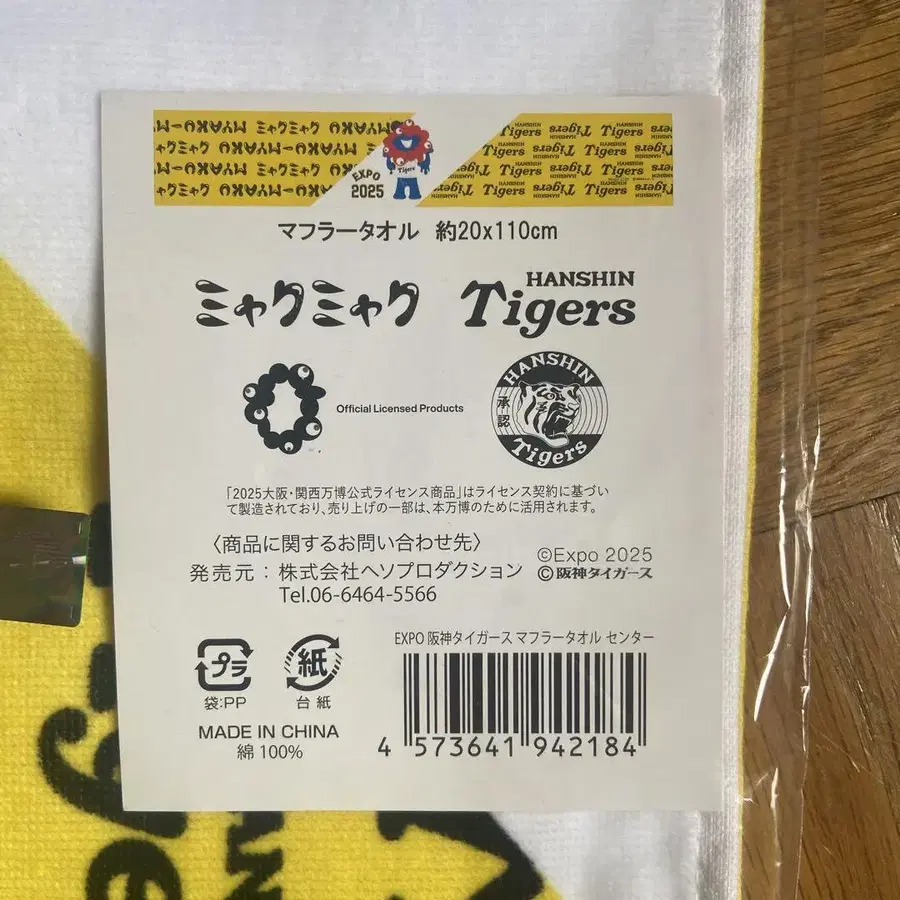 MYAKU-MYAKU ミャクミャク MYAKU-M
EXPO
2025
Tigers
HANSHIN
Tigers
マフラータオル 約20x110cm
ミャクミャク
HANSHIN
Tigers
Official Licensed Products
HANSHIN
承認
Tigers
「2025大阪・関西万博公式ライセンス商品」はライセンス契約に基づい
て製造されており、売り上げの一部は、本万博のために活用されます。
〈商品に関するお問い合わせ先〉
発売元：株式会社ヘソプロダクション
Tel.06-6464-5566
©Expo 2025
©阪神タイガース
EXPO 阪神タイガース マフラータオル センター
プラ
袋:PP
紙
台紙
MADE IN CHINA
綿 100%
4 573641 942184